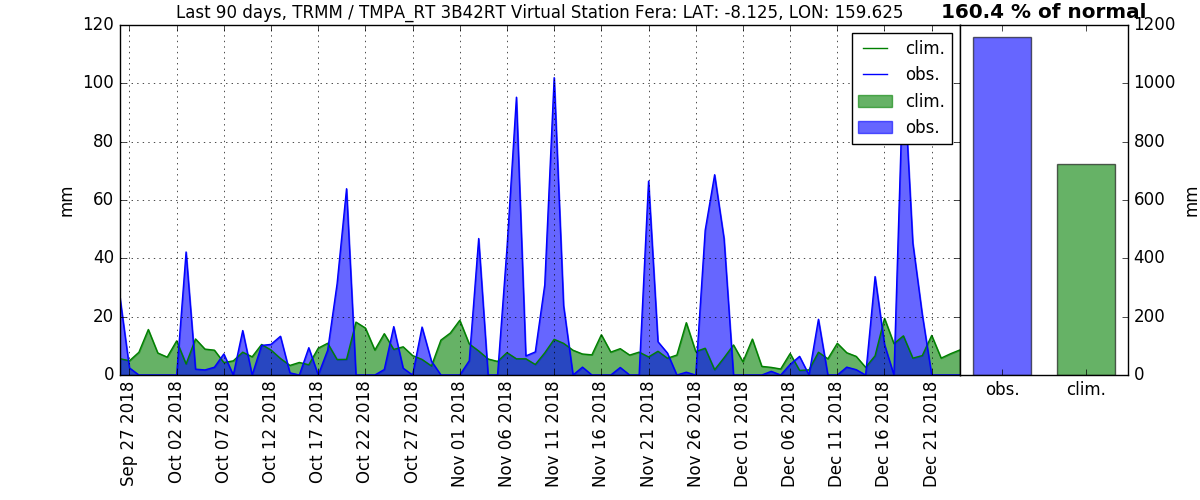 Last 90 days, TRMM / TMPA_RT 3B42RT Virtual Station Fera: LAT: -8.125, LON: 159.625
160.4 % of normal
120
100
80
60
40
20
0
mm
clim.
obs.
clim.
obs.
1200
1000
800
600
400
200
0
mm
obs.
clim.
Sep 27 2018
Oct 02 2018
Oct 07 2018
Oct 12 2018
Oct 17 2018
Oct 22 2018
Oct 27 2018
Nov 01 2018
Nov 06 2018
Nov 11 2018
Nov 16 2018
Nov 21 2018
Nov 26 2018
Dec 01 2018
Dec 06 2018
Dec 11 2018
Dec 16 2018
Dec 21 2018